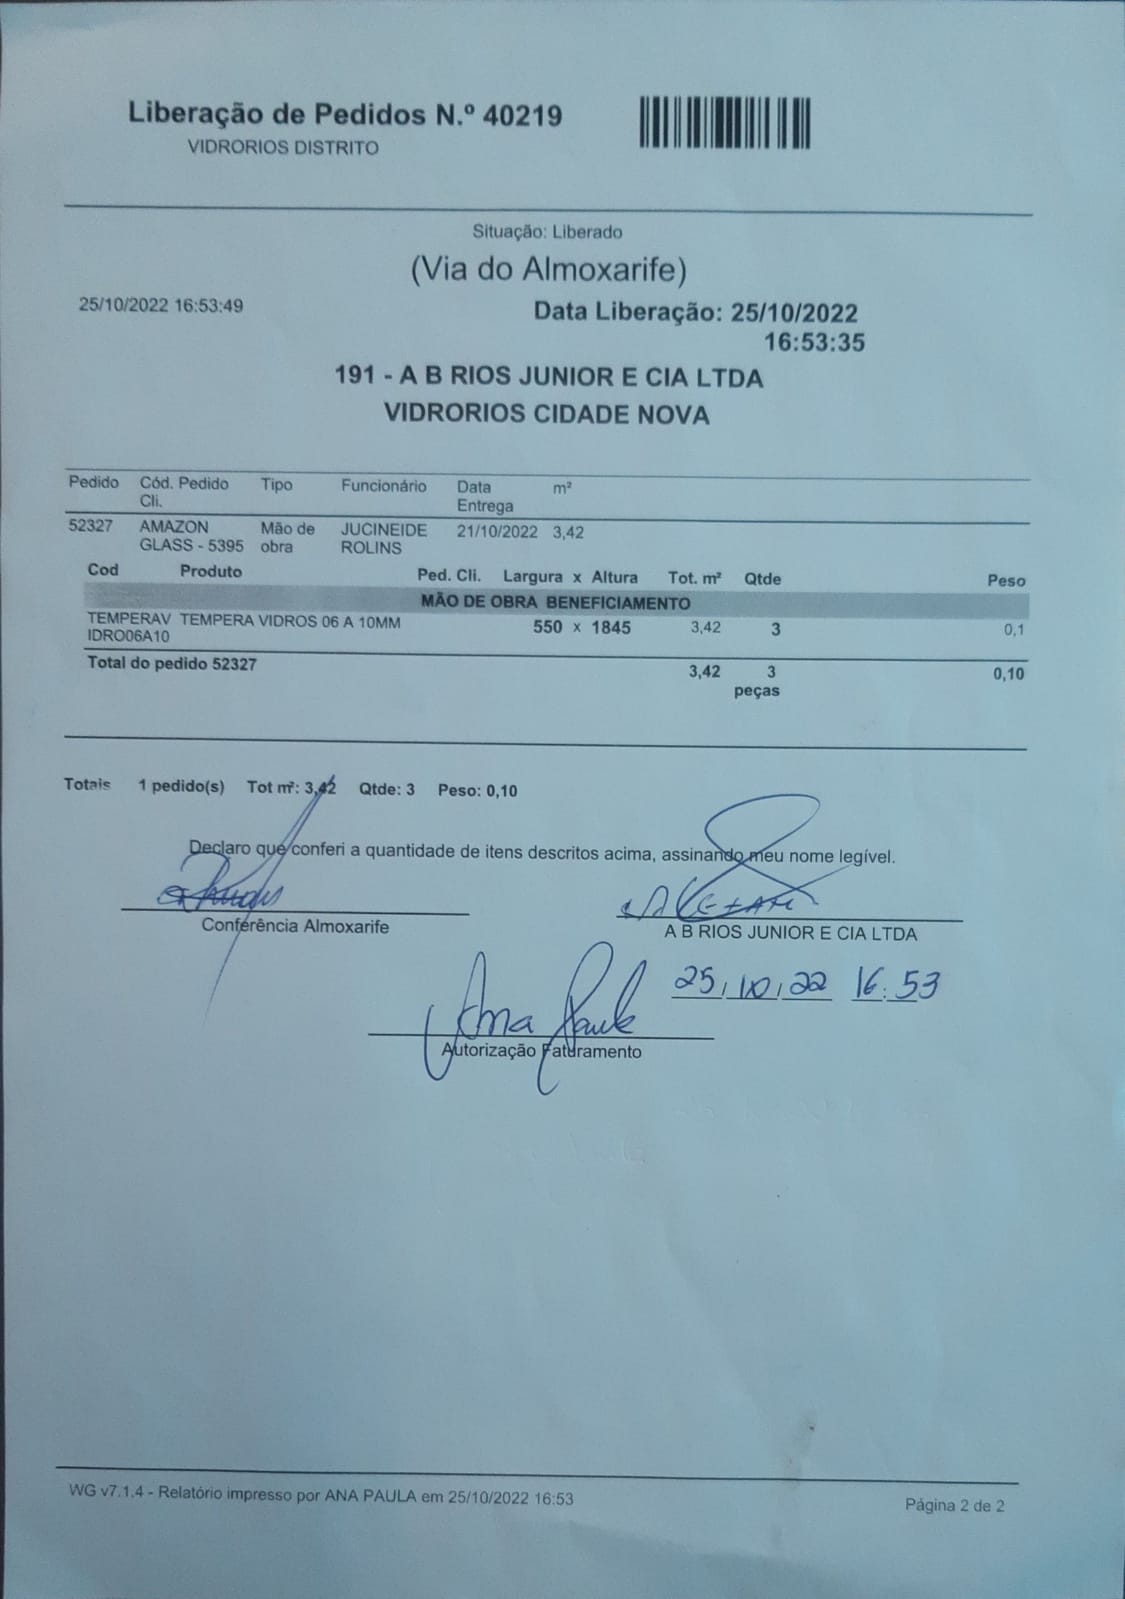 Liberação de Pedidos N.º 40219
VIDRORIOS DISTRITO
Situação: Liberado
(Via do Almoxarife)
25/10/2022 16:53:49
Data Liberação: 25/10/2022
16:53:35
191 - A B RIOS JUNIOR E CIA LTDA
VIDRORIOS CIDADE NOVA
Pedido Cód. Pedido Tipo Funcionário Data m²
Cli. Entrega
52327 AMAZON Mão de JUCINEIDE 21/10/2022 3,42
GLASS - 5395 obra ROLINS
Cod Produto Ped. Cli. Largura x Altura Tot. m² Qtde Peso
MÃO DE OBRA BENEFICIAMENTO
TEMPERAV TEMPERA VIDROS 06 A 10MM 550 x 1845 3,42 3 0,1
IDRO06A10
Total do pedido 52327 3,42 3 0,10
peças
Totais 1 pedido(s) Tot m²: 3,42 Qtde: 3 Peso: 0,10
Declaro que conferi a quantidade de itens descritos acima, assinando meu nome legível.
Conferência Almoxarife
A B RIOS JUNIOR E CIA LTDA
25/10/22 16:53
Ana Paula
Autorização Faturamento
WG v7.1.4 - Relatório impresso por ANA PAULA em 25/10/2022 16:53
Página 2 de 2